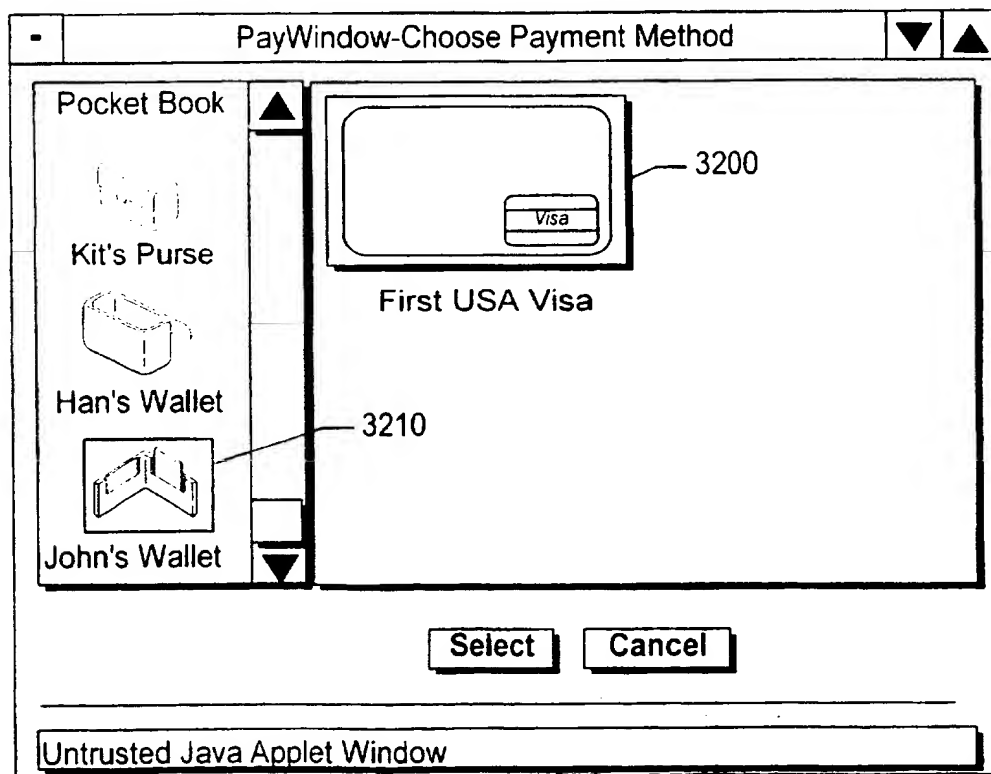 PayWindow-Choose Payment Method
Pocket Book
Kit's Purse
Han's Wallet
John's Wallet
Visa
3200
First USA Visa
3210
Select
Cancel
Untrusted Java Applet Window